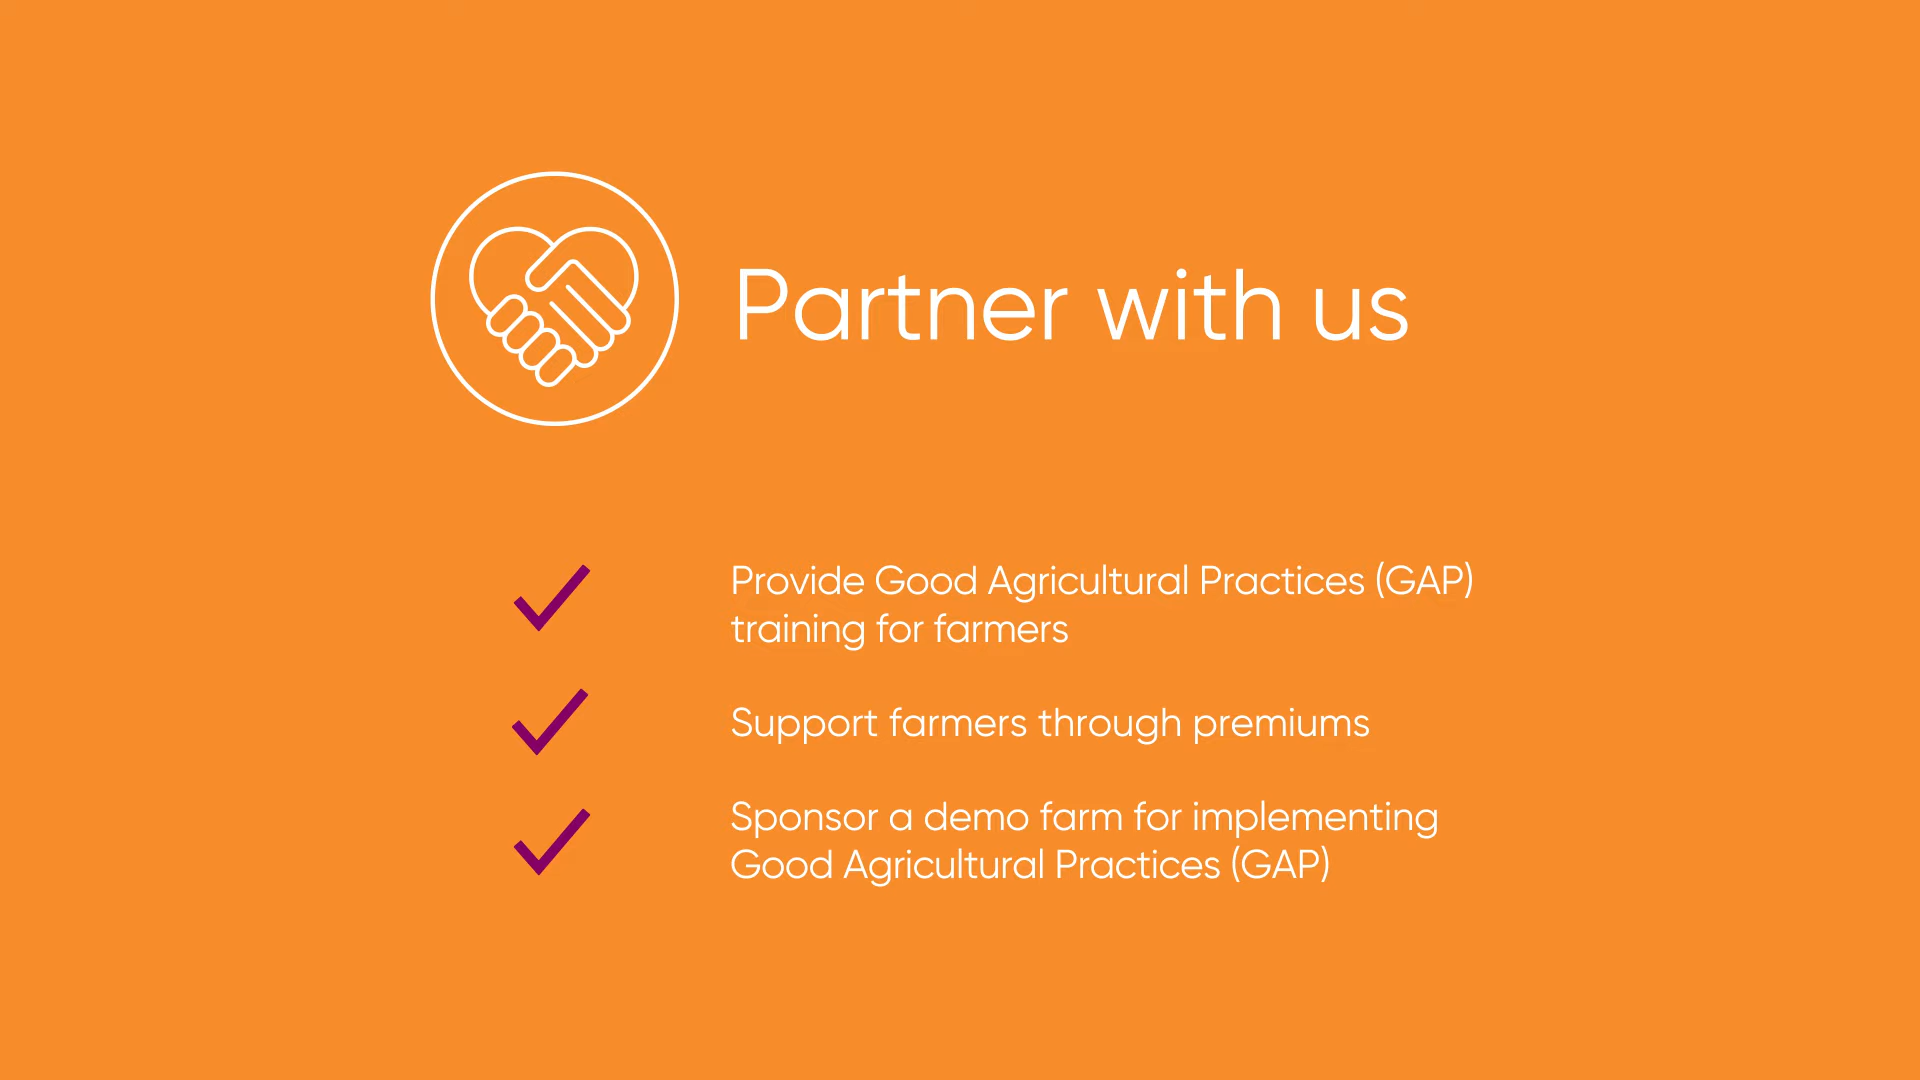 Partner with us
Provide Good Agricultural Practices (GAP)
training for farmers
Support farmers through premiums
Sponsor a demo farm for implementing
Good Agricultural Practices (GAP)